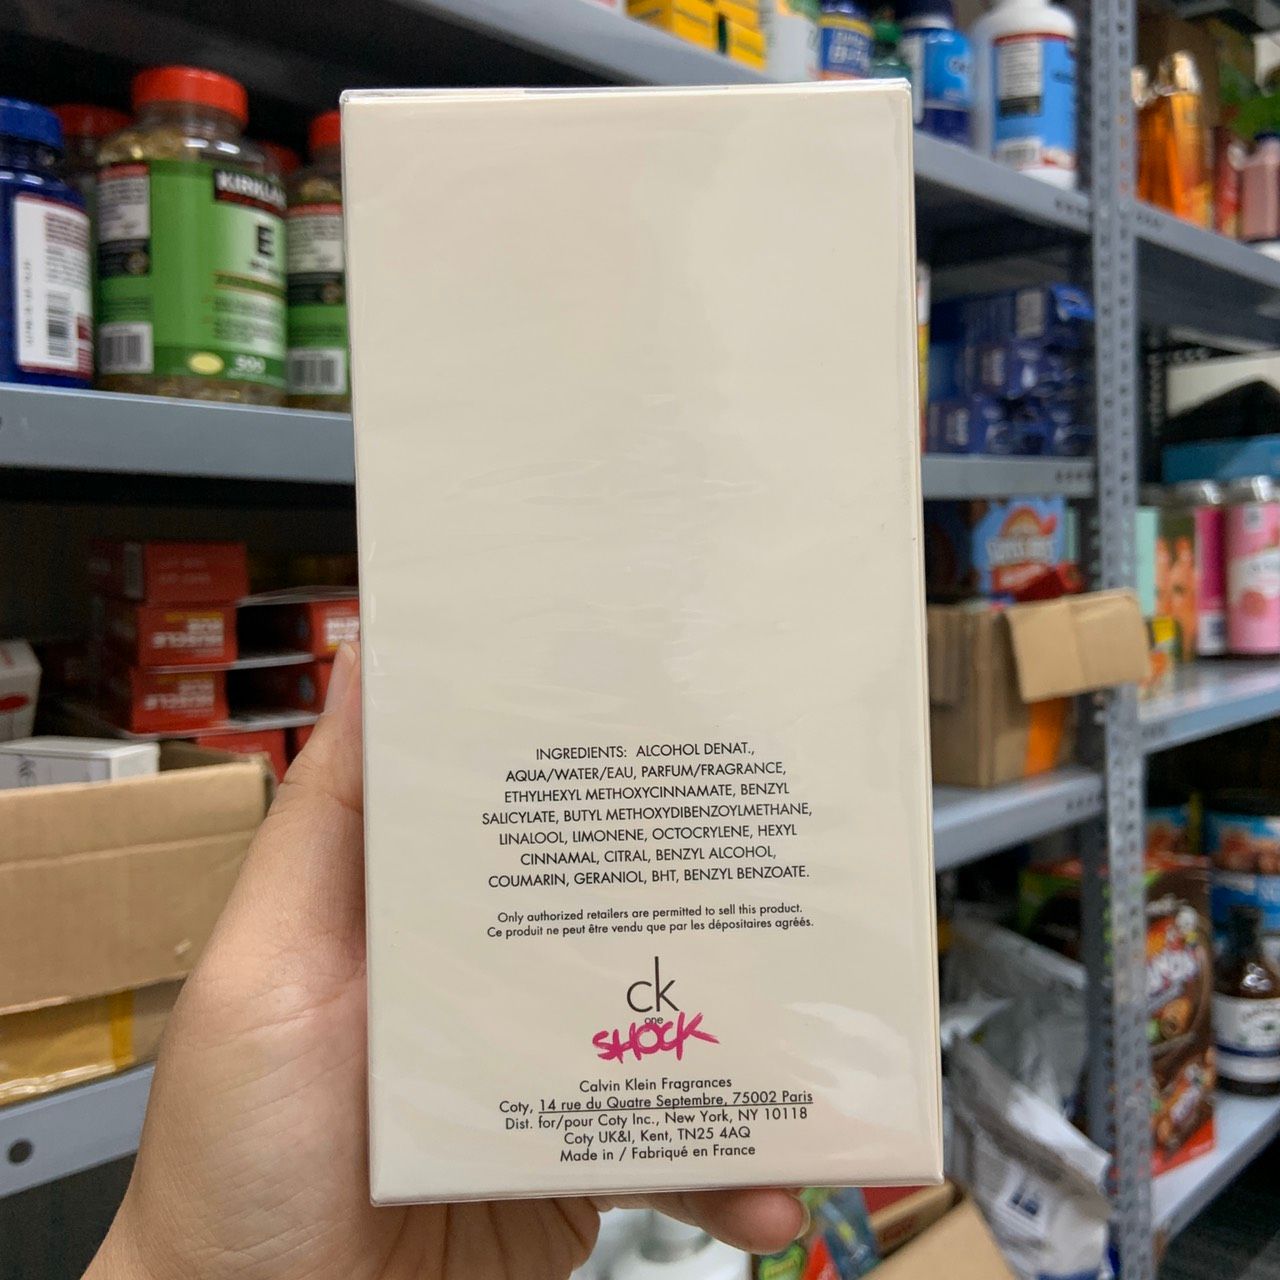 KIRKLA
E
500
INGREDIENTS: ALCOHOL DENAT.,
AQUA/WATER/EAU, PARFUM/FRAGRANCE,
ETHYLHEXYL METHOXYCINNAMATE, BENZYL
SALICYLATE, BUTYL METHOXYDIBENZOYLMETHANE,
LINALOOL, LIMONENE, OCTOCRYLENE, HEXYL
CINNAMAL, CITRAL, BENZYL ALCOHOL,
COUMARIN, GERANIOL, BHT, BENZYL BENZOATE.
Only authorized retailers are permitted to sell this product.
Ce produit ne peut être vendu que par les dépositaires agréés.
ck
one
SHOCK
Calvin Klein Fragrances
Coty, 14 rue du Quatre Septembre, 75002 Paris
Dist. for/pour Coty Inc., New York, NY 10118
Coty UK&I, Kent, TN25 4AQ
Made in / Fabriqué en France